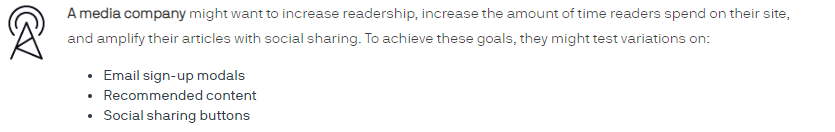 A media company might want to increase readership, increase the amount of time readers spend on their site,
and amplify their articles with social sharing. To achieve these goals, they might test variations on:
• Email sign-up modals
• Recommended content
• Social sharing buttons